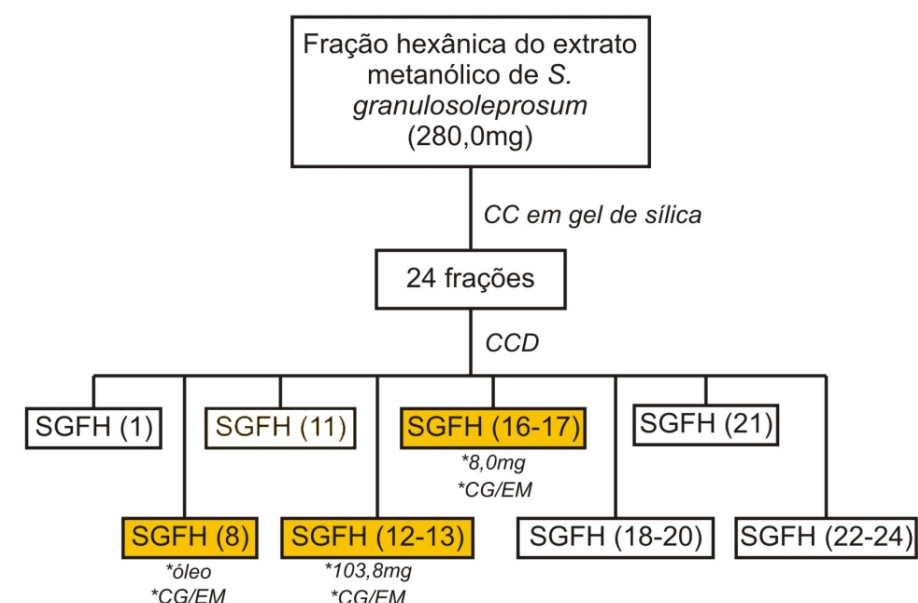 Fração hexânica do extrato
metanólico de S.
granulosoleprosum
(280,0mg)
CC em gel de sílica
24 frações
CCD
SGFH (1)
SGFH (11)
SGFH (16-17)
*8,0mg
*CG/EM
SGFH (21)
SGFH (8)
*óleo
*CG/EM
SGFH (12-13)
*103,8mg
*CG/EM
SGFH (18-20)
SGFH (22-24)